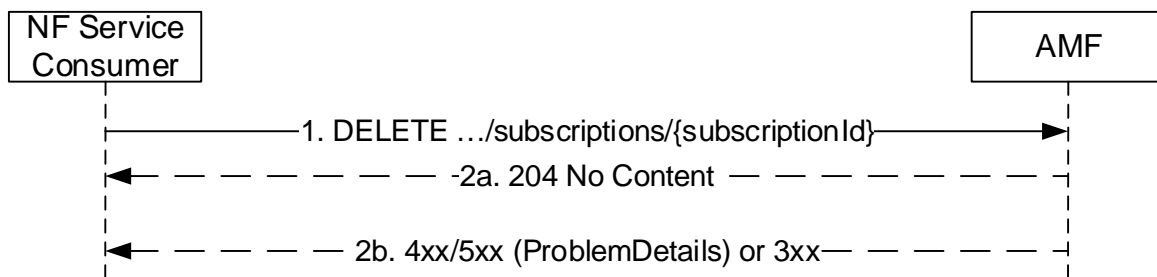 NF Service
Consumer
AMF
1. DELETE …/subscriptions/{subscriptionId}
2a. 204 No Content
2b. 4xx/5xx (ProblemDetails) or 3xx